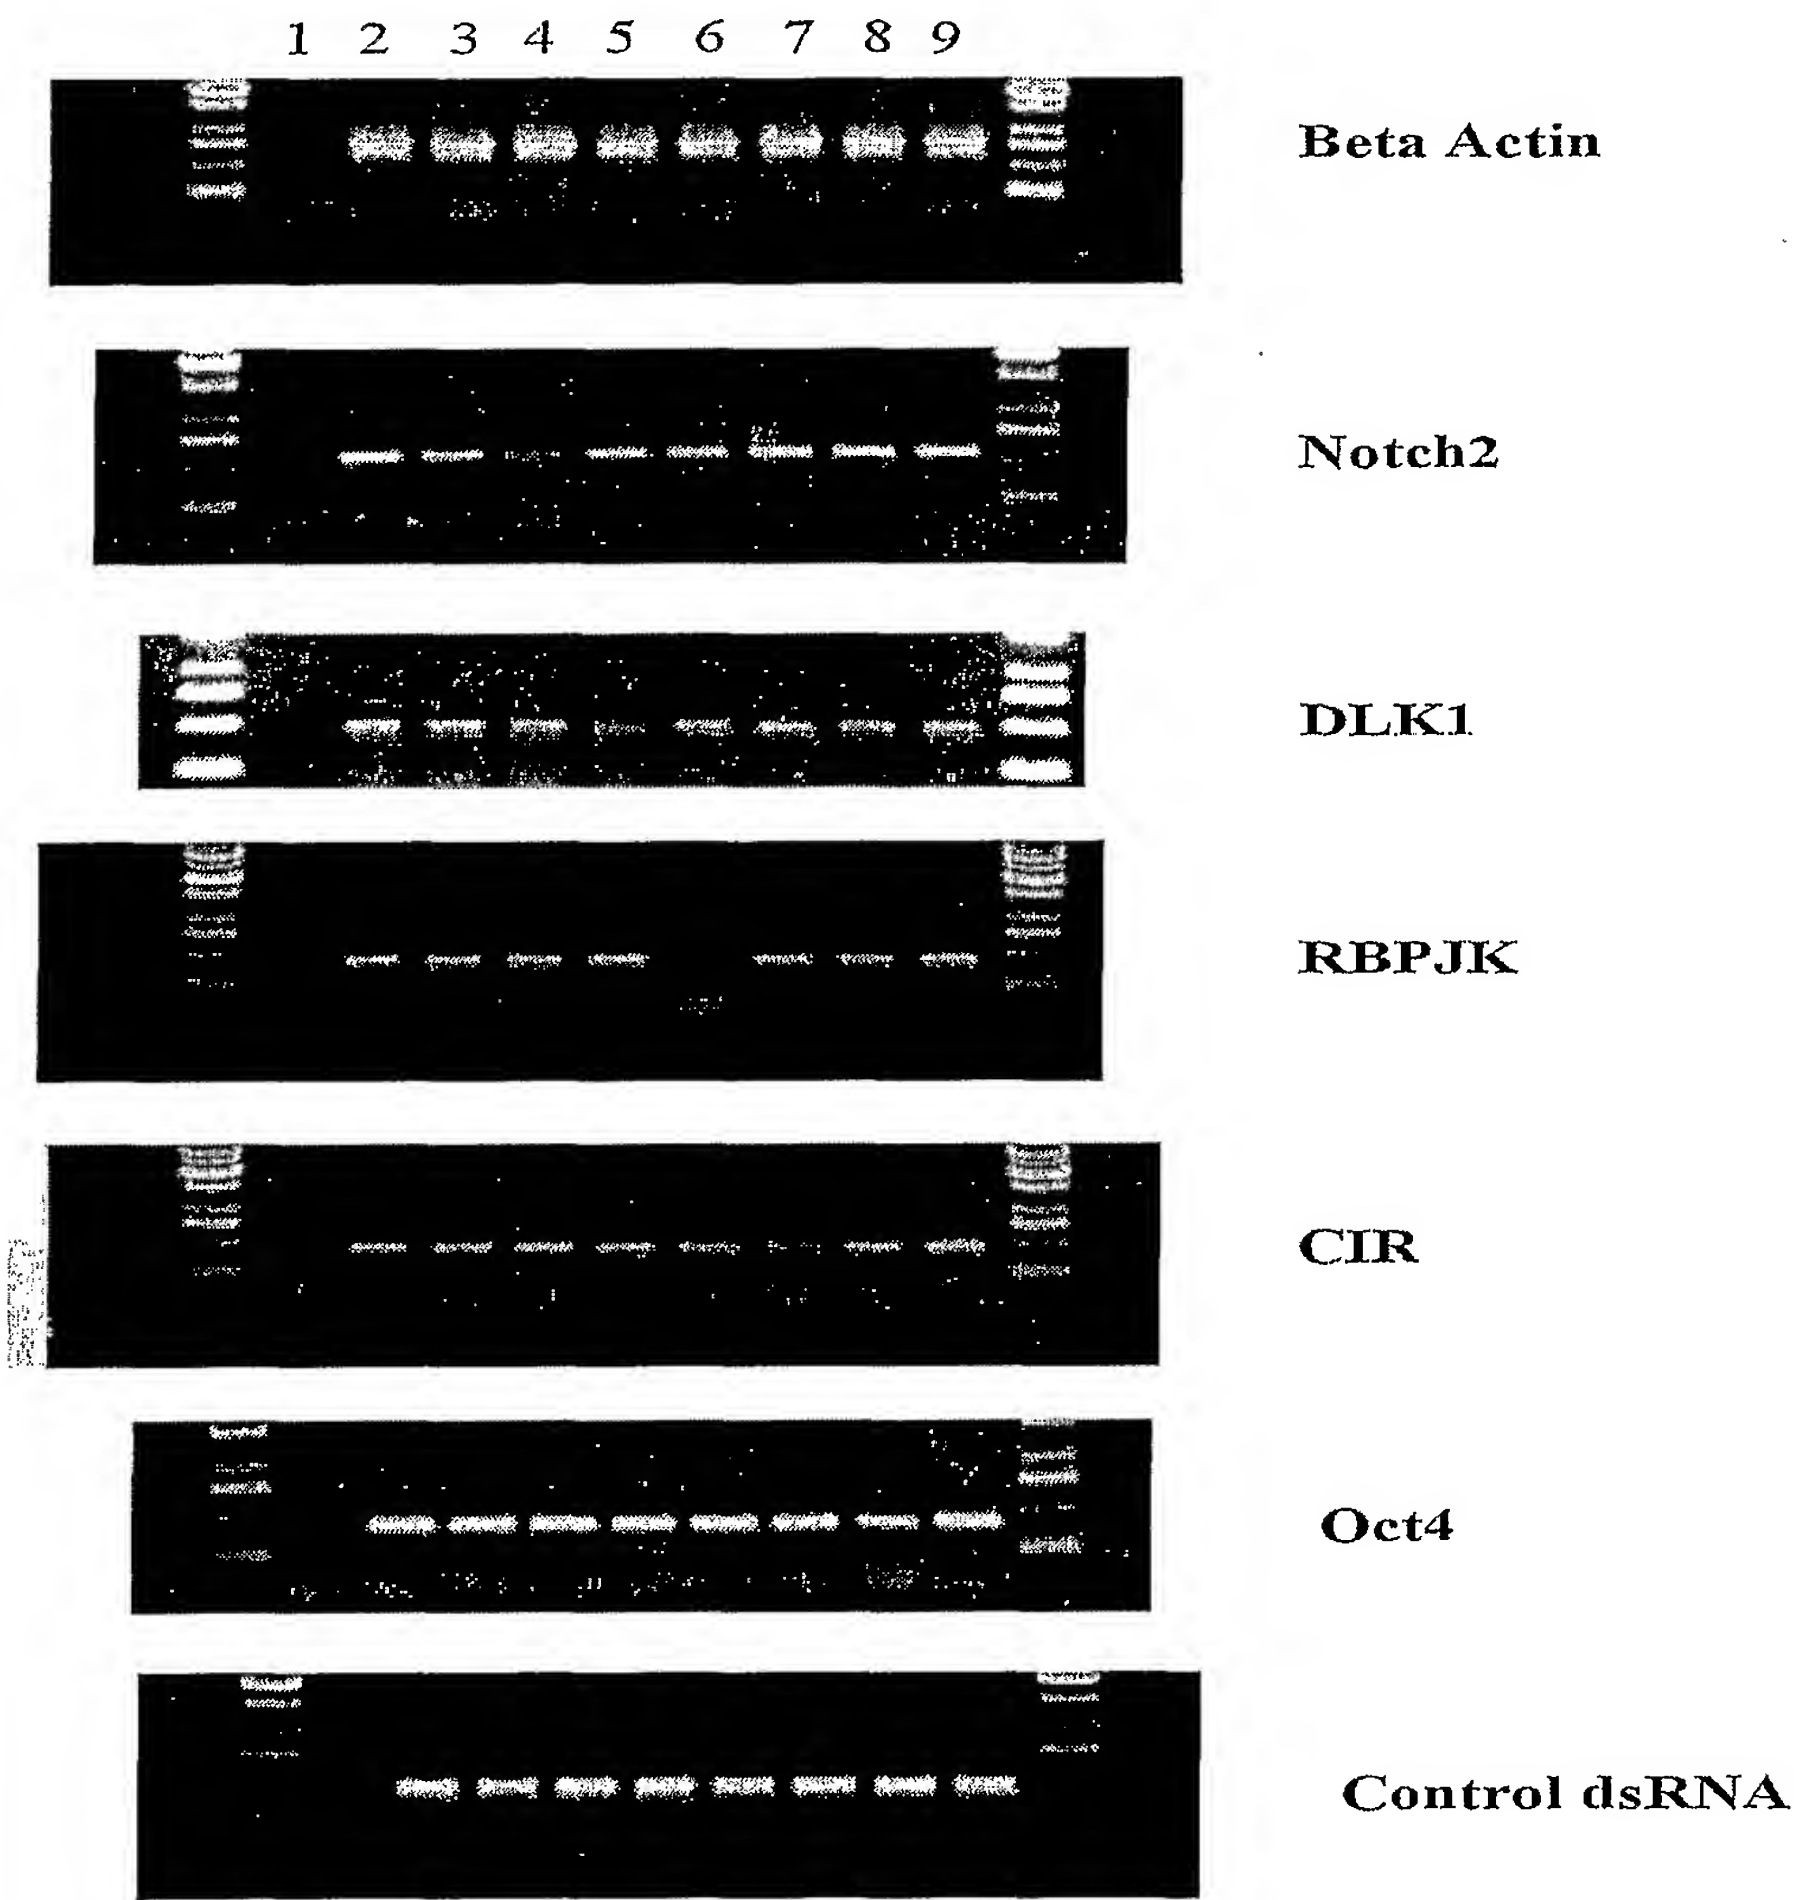 1 2 3 4 5 6 7 8 9
Beta Actin
Notch2
DLK1
RBPJK
CIR
Oct4
Control dsRNA